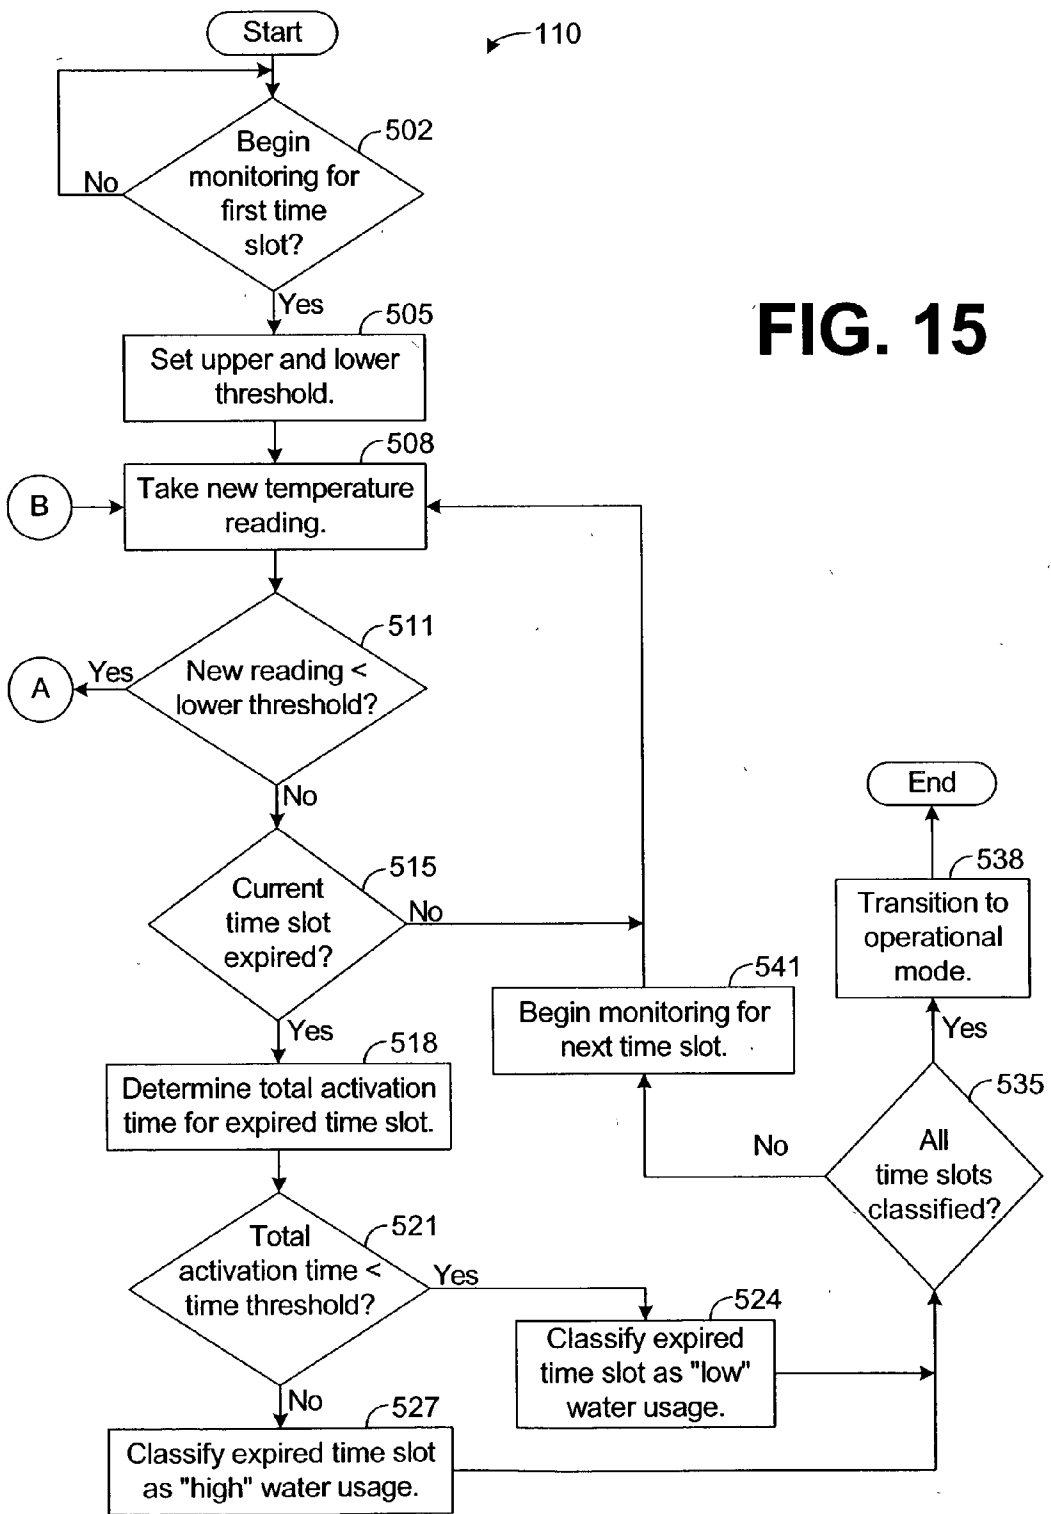 Start
110
502
Begin
monitoring for
first time
slot?
No
Yes
FIG. 15
505
Set upper and lower
threshold.
508
B
Take new temperature
reading.
511
A
Yes
New reading <
lower threshold?
No
515
Current
time slot
expired?
No
Yes
518
Determine total activation
time for expired time slot.
521
Total
activation time <
time threshold?
Yes
No
524
Classify expired
time slot as "low"
water usage.
527
Classify expired time slot
as "high" water usage.
541
Begin monitoring for
next time slot.
No
535
All
time slots
classified?
Yes
538
Transition to
operational
mode.
End